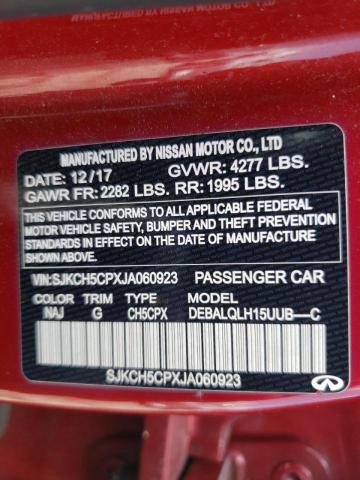 MANUFACTURED BY NISSAN MOTOR CO., LTD
DATE: 12/17 GVWR: 4277 LBS.
GAWR FR: 2282 LBS. RR: 1995 LBS.
THIS VEHICLE CONFORMS TO ALL APPLICABLE FEDERAL
MOTOR VEHICLE SAFETY, BUMPER AND THEFT PREVENTION
STANDARDS IN EFFECT ON THE DATE OF
MANUFACTURE SHOWN ABOVE.
VIN:SJKCH5CPXJA060923 PASSENGER CAR
COLOR TRIM TYPE MODEL
NAJ G CH5CPX DEBALQLH15UUB—C
SJKCH5CPXJA060923
INFINITI